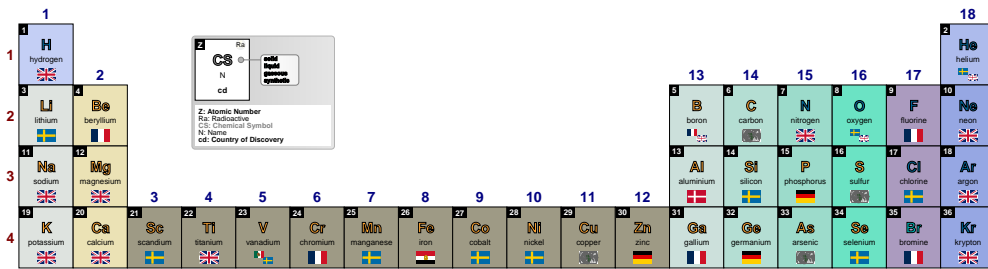 1 18
1 H hydrogen 2 He helium
Z Ra
CS
N
cd
solid
liquid
gaseous
synthetic
Z: Atomic Number
Ra: Radioactive
CS: Chemical Symbol
N: Name
cd: Country of Discovery
1
2 13 14 15 16 17
2
3 Li lithium 4 Be beryllium 5 B boron 6 C carbon 7 N nitrogen 8 O oxygen 9 F fluorine 10 Ne neon
3
11 Na sodium 12 Mg magnesium 13 Al aluminium 14 Si silicon 15 P phosphorus 16 S sulfur 17 Cl chlorine 18 Ar argon
3 4 5 6 7 8 9 10 11 12
4
19 K potassium 20 Ca calcium 21 Sc scandium 22 Ti titanium 23 V vanadium 24 Cr chromium 25 Mn manganese 26 Fe iron 27 Co cobalt 28 Ni nickel 29 Cu copper 30 Zn zinc 31 Ga gallium 32 Ge germanium 33 As arsenic 34 Se selenium 35 Br bromine 36 Kr krypton